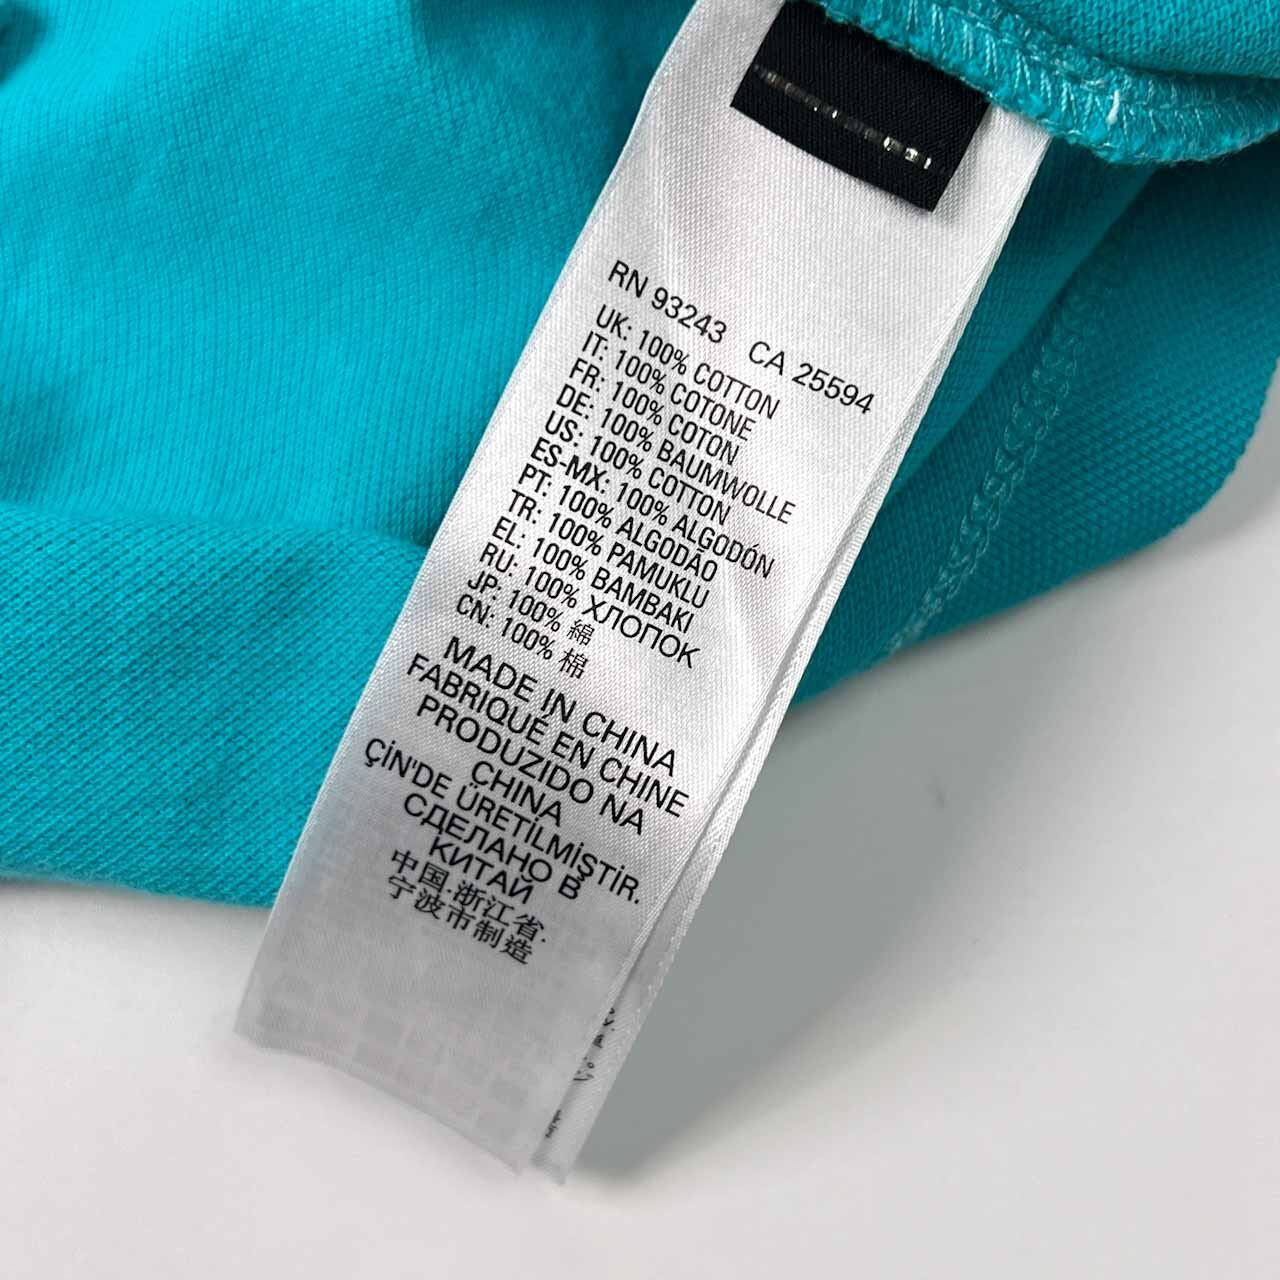 RN 93243 CA 25594
UK: 100% COTTON
IT: 100% COTONE
FR: 100% COTON
DE: 100% BAUMWOLLE
US: 100% COTTON
ES-MX: 100% ALGODÓN
PT: 100% ALGODÃO
TR: 100% PAMUKLU
EL: 100% BAMBAKI
RU: 100% ХЛОПОК
JP: 100% 綿
CN: 100% 棉
MADE IN CHINA
FABRIQUÉ EN CHINE
PRODUZIDO NA
CHINA
ÇİN'DE ÜRETİLMİŞTİR.
СДЕЛАНО В
КИТАЙ
中国.浙江省.
宁波市制造